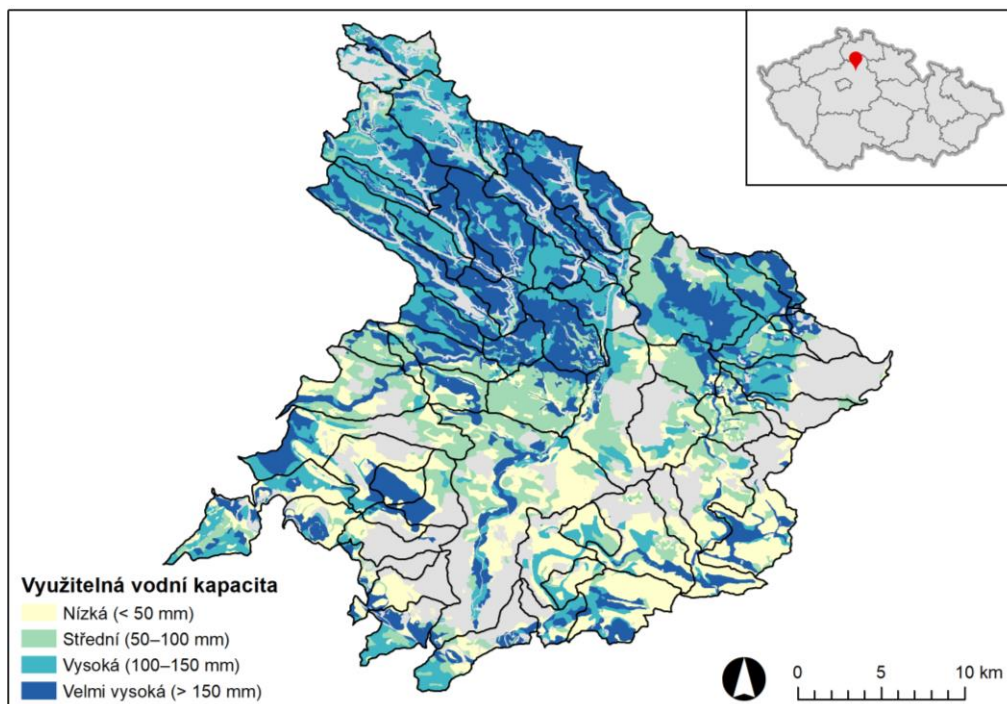 Využitelná vodní kapacita
Nízká (< 50 mm)
Střední (50–100 mm)
Vysoká (100–150 mm)
Velmi vysoká (> 150 mm)
0 5 10 km